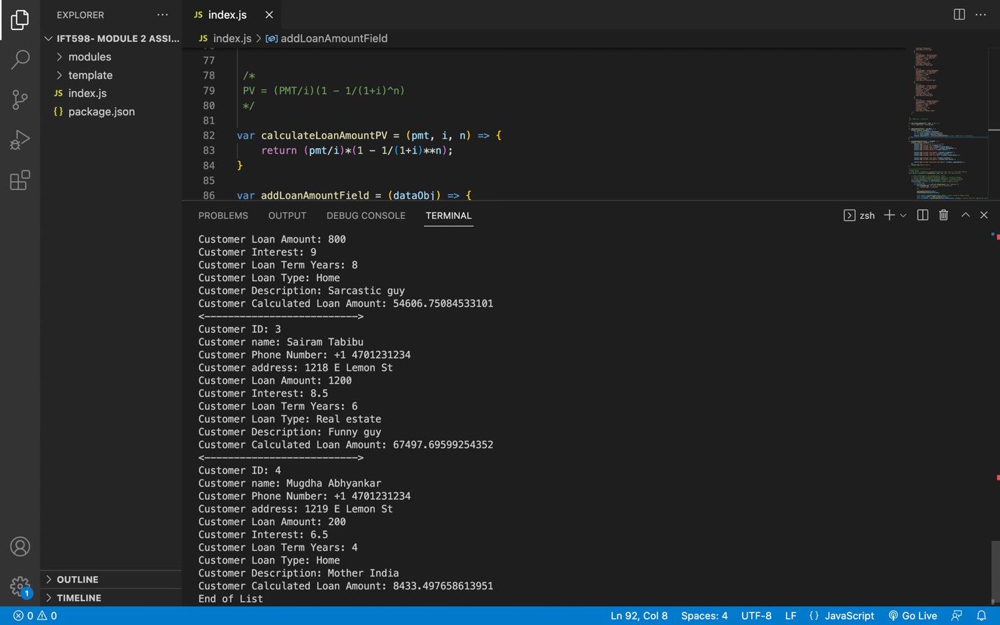 EXPLORER
IFT598- MODULE 2 ASSI...
modules
template
JS index.js
{} package.json
OUTLINE
TIMELINE
1
JS index.js
JS index.js > addLoanAmountField
77
78 /*
79 PV = (PMT/i)(1 - 1/(1+i)^n)
80 */
81
82 var calculateLoanAmountPV = (pmt, i, n) => {
83 return (pmt/i)*(1 - 1/(1+i)**n);
84 }
85
86 var addLoanAmountField = (dataObj) => {
PROBLEMS OUTPUT DEBUG CONSOLE TERMINAL zsh
Customer Loan Amount: 800
Customer Interest: 9
Customer Loan Term Years: 8
Customer Loan Type: Home
Customer Description: Sarcastic guy
Customer Calculated Loan Amount: 54606.75084533101
<-------------------------->
Customer ID: 3
Customer name: Sairam Tabibu
Customer Phone Number: +1 4701231234
Customer address: 1218 E Lemon St
Customer Loan Amount: 1200
Customer Interest: 8.5
Customer Loan Term Years: 6
Customer Loan Type: Real estate
Customer Description: Funny guy
Customer Calculated Loan Amount: 67497.69599254352
<-------------------------->
Customer ID: 4
Customer name: Mugdha Abhyankar
Customer Phone Number: +1 4701231234
Customer address: 1219 E Lemon St
Customer Loan Amount: 200
Customer Interest: 6.5
Customer Loan Term Years: 4
Customer Loan Type: Home
Customer Description: Mother India
Customer Calculated Loan Amount: 8433.497658613951
End of List
0 0 Ln 92, Col 8 Spaces: 4 UTF-8 LF {} JavaScript Go Live